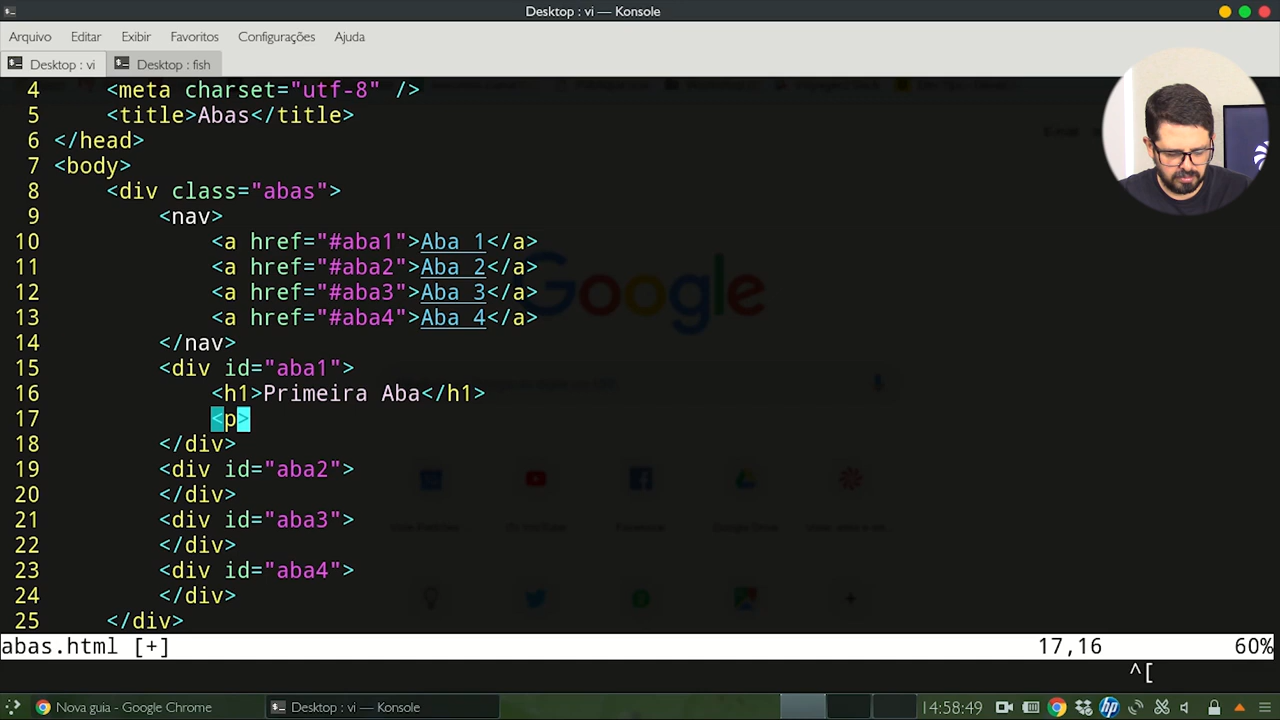 Desktop : vi — Konsole
Arquivo Editar Exibir Favoritos Configurações Ajuda
Desktop : vi Desktop : fish
4 <meta charset="utf-8" />
5 <title>Abas</title>
6 </head>
7 <body>
8 <div class="abas">
9 <nav>
10 <a href="#aba1">Aba 1</a>
11 <a href="#aba2">Aba 2</a>
12 <a href="#aba3">Aba 3</a>
13 <a href="#aba4">Aba 4</a>
14 </nav>
15 <div id="aba1">
16 <h1>Primeira Aba</h1>
17 <p>
18 </div>
19 <div id="aba2">
20 </div>
21 <div id="aba3">
22 </div>
23 <div id="aba4">
24 </div>
25 </div>
Google
Facebook
Google Drive
abas.html [+] 17,16 60%
^[
Nova guia - Google Chrome Desktop : vi — Konsole 14:58:49